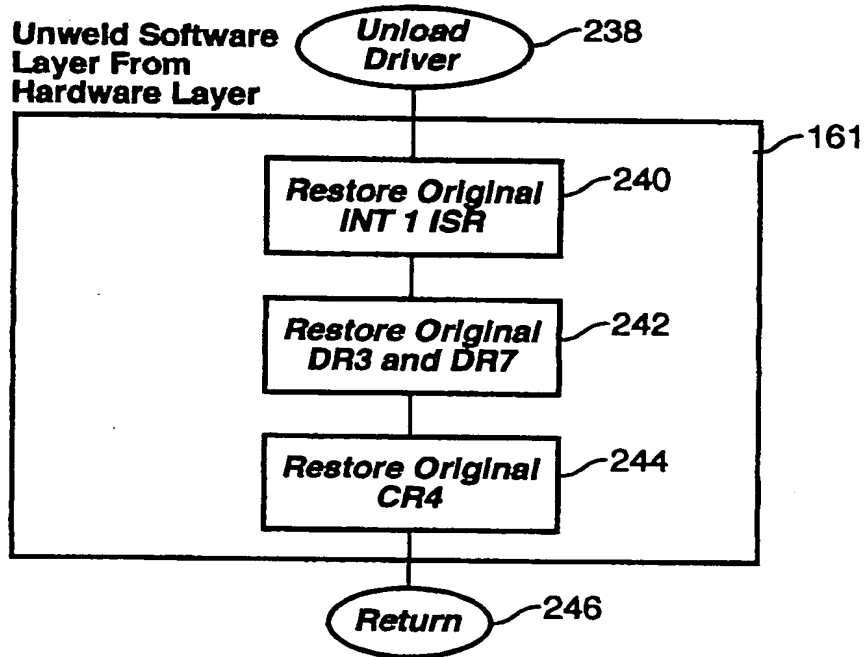 Unweld Software
Layer From
Hardware Layer
Unload
Driver
238
161
Restore Original
INT 1 ISR
240
Restore Original
DR3 and DR7
242
Restore Original
CR4
244
Return
246